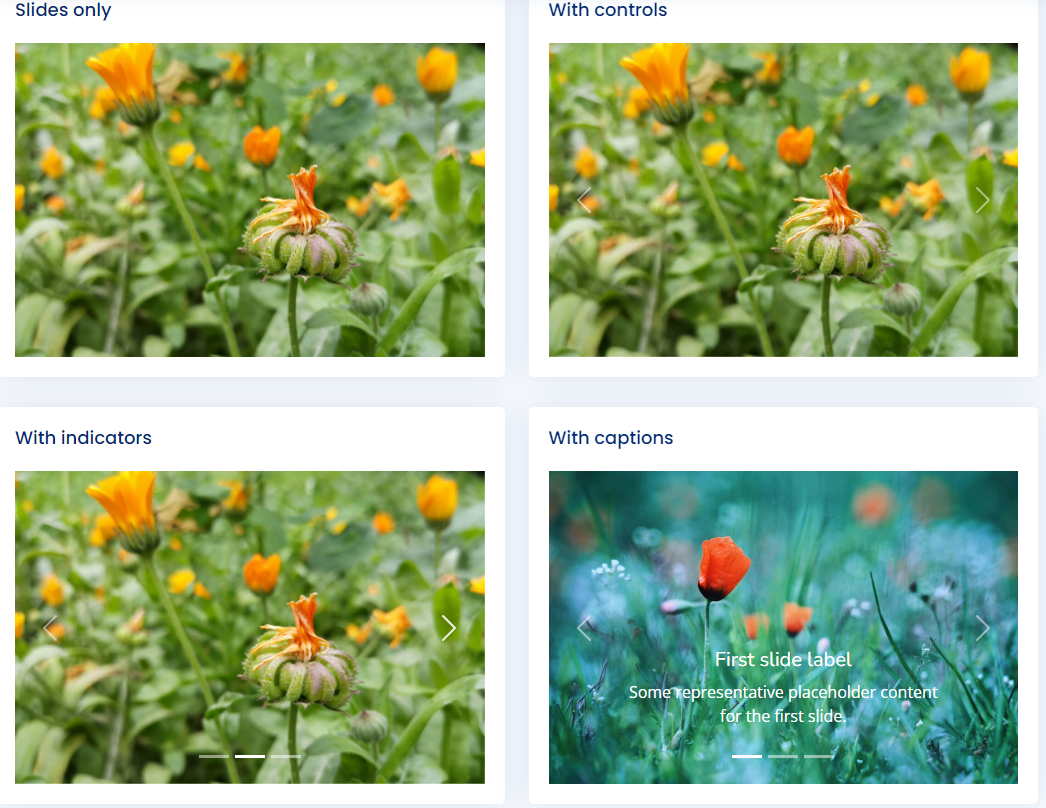 Slides only
With controls
With indicators
With captions
First slide label
Some representative placeholder content
for the first slide.